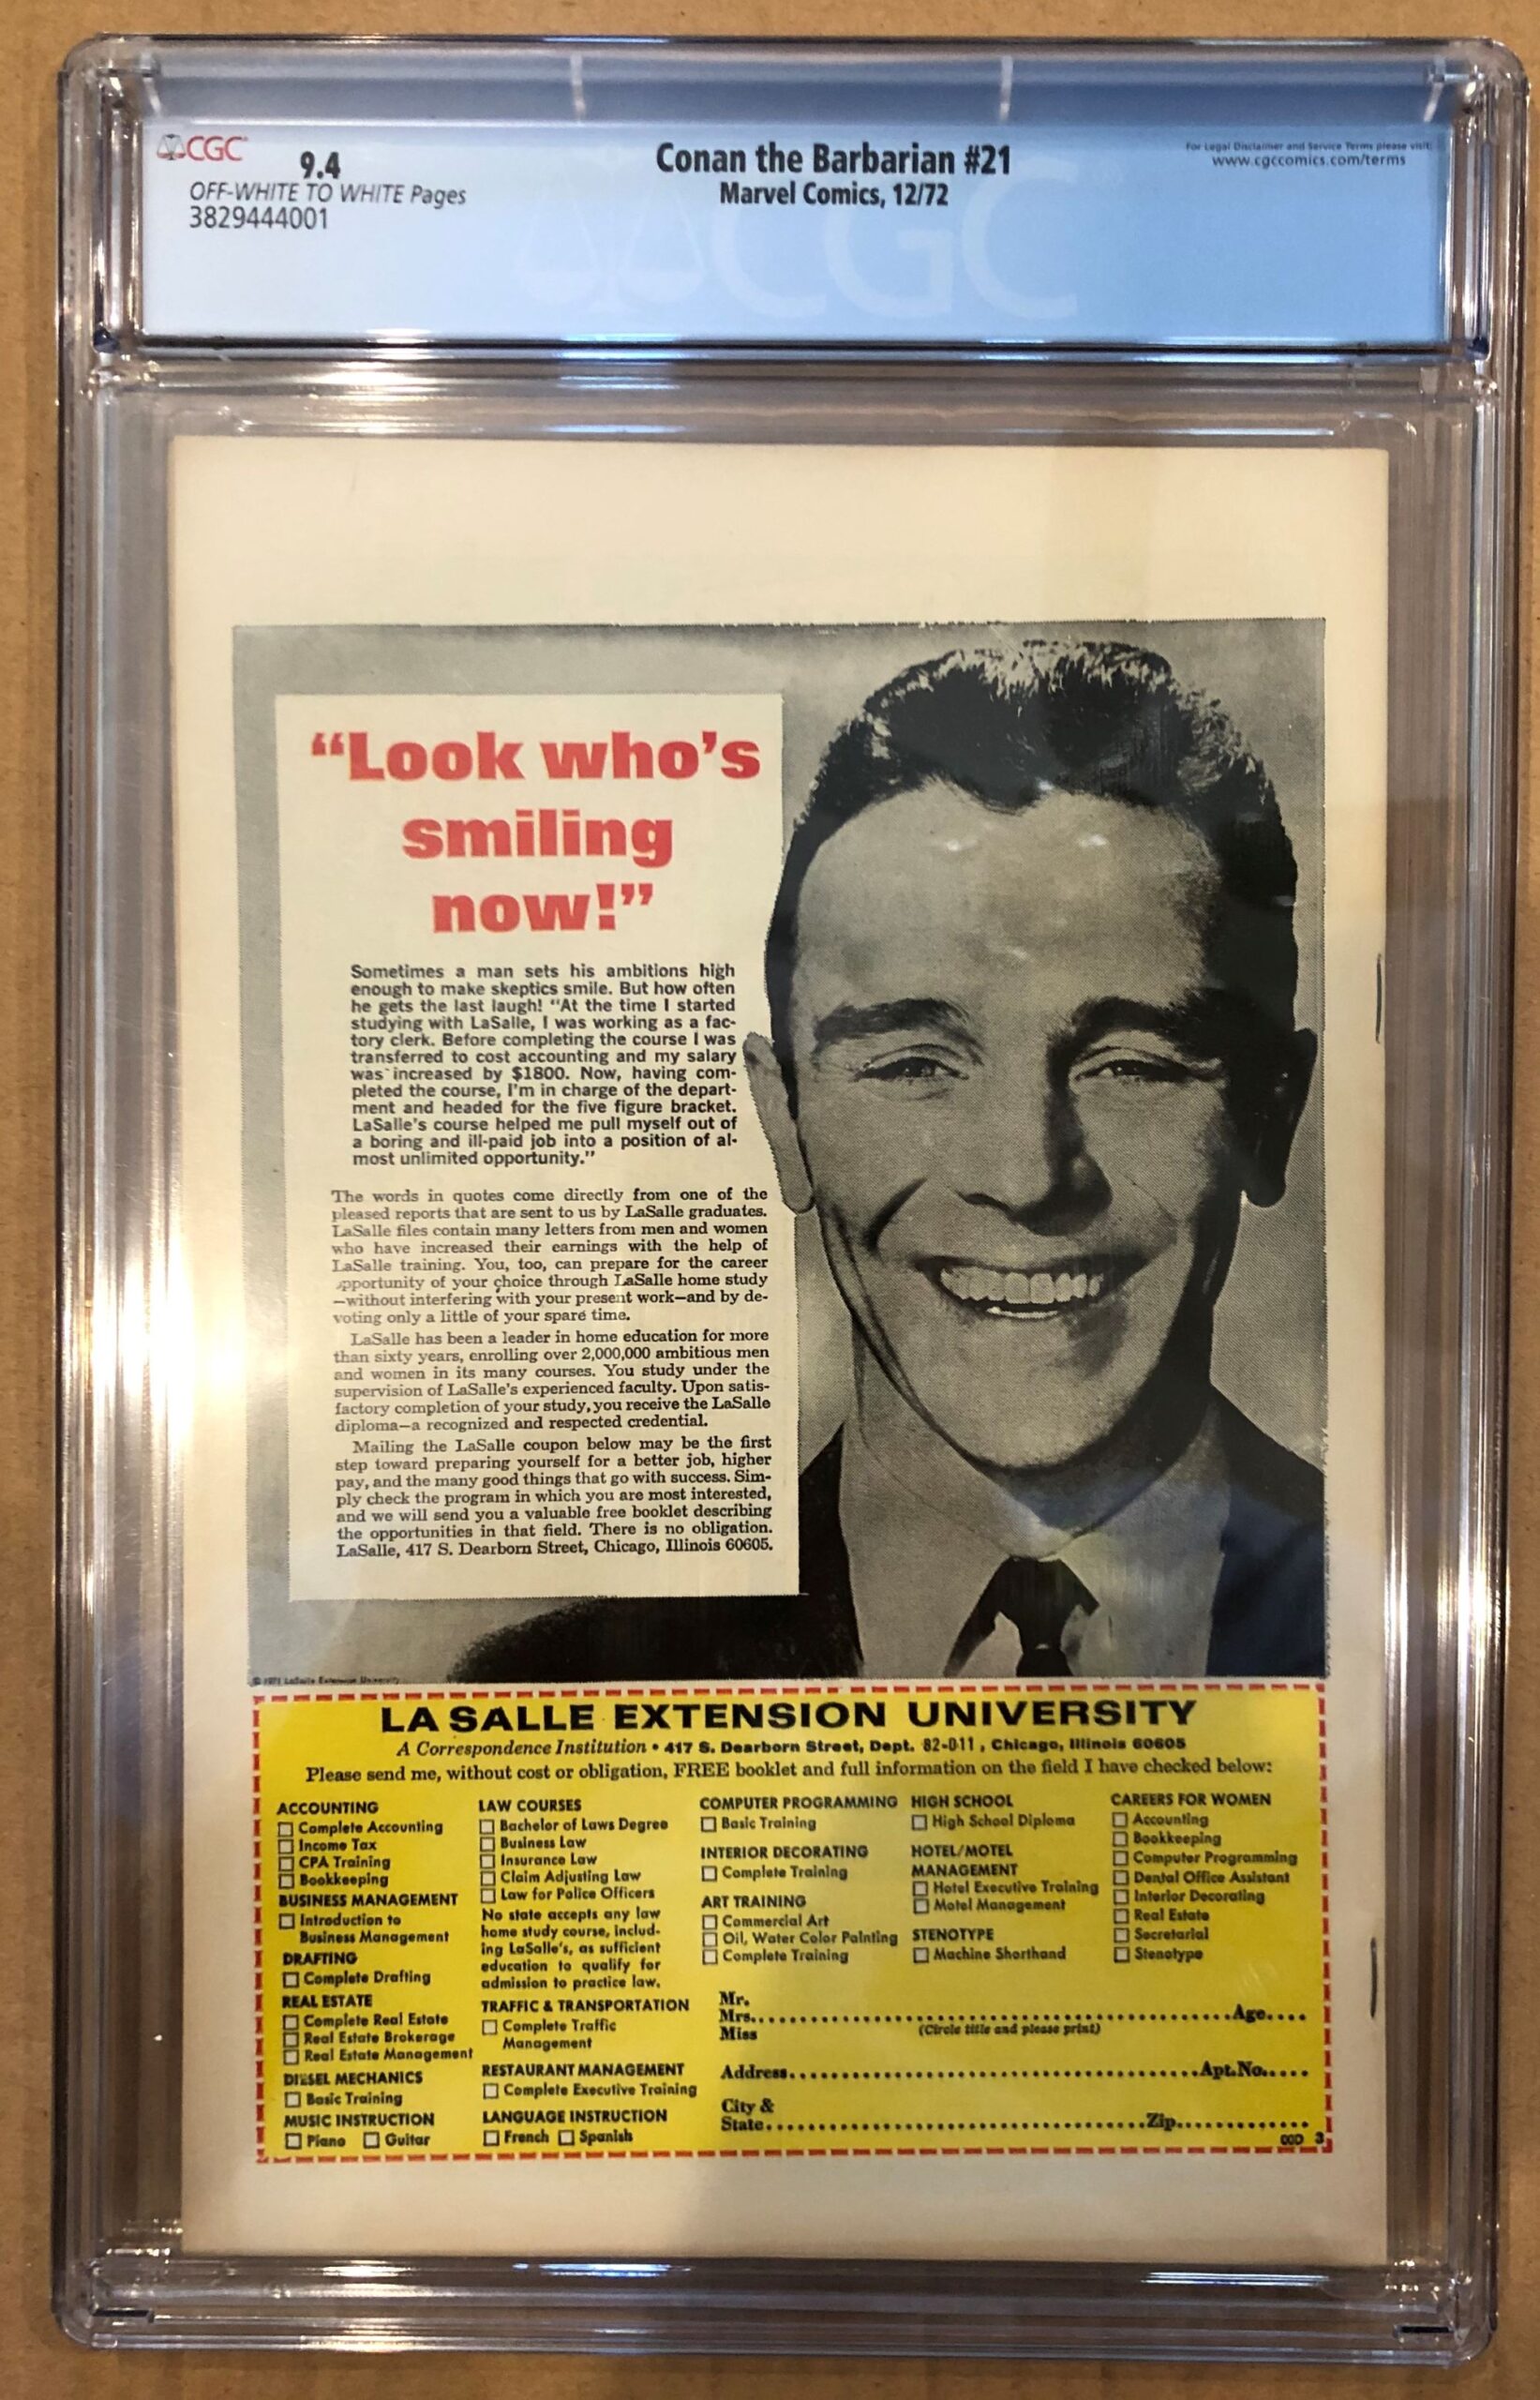 CGC
9.4
OFF-WHITE TO WHITE Pages
3829444001
Conan the Barbarian #21
Marvel Comics, 12/72
For Legal Disclaimer and Service Terms please visit:
www.cgccomics.com/terms
CGC
“Look who’s
smiling
now!”
Sometimes a man sets his ambitions high
enough to make skeptics smile. But how often
he gets the last laugh! “At the time I started
studying with LaSalle, I was working as a fac-
tory clerk. Before completing the course I was
transferred to cost accounting and my salary
was increased by $1800. Now, having com-
pleted the course, I’m in charge of the depart-
ment and headed for the five figure bracket.
LaSalle’s course helped me pull myself out of
a boring and ill-paid job into a position of al-
most unlimited opportunity.”
The words in quotes come directly from one of the
pleased reports that are sent to us by LaSalle graduates.
LaSalle files contain many letters from men and women
who have increased their earnings with the help of
LaSalle training. You, too, can prepare for the career
opportunity of your choice through LaSalle home study
—without interfering with your present work—and by de-
voting only a little of your spare time.
LaSalle has been a leader in home education for more
than sixty years, enrolling over 2,000,000 ambitious men
and women in its many courses. You study under the
supervision of LaSalle’s experienced faculty. Upon satis-
factory completion of your study, you receive the LaSalle
diploma—a recognized and respected credential.
Mailing the LaSalle coupon below may be the first
step toward preparing yourself for a better job, higher
pay, and the many good things that go with success. Sim-
ply check the program in which you are most interested,
and we will send you a valuable free booklet describing
the opportunities in that field. There is no obligation.
LaSalle, 417 S. Dearborn Street, Chicago, Illinois 60605.
© 1971 LaSalle Extension University
LA SALLE EXTENSION UNIVERSITY
A Correspondence Institution • 417 S. Dearborn Street, Dept. 82-011, Chicago, Illinois 60605
Please send me, without cost or obligation, FREE booklet and full information on the field I have checked below:
ACCOUNTING
Complete Accounting
Income Tax
CPA Training
Bookkeeping
BUSINESS MANAGEMENT
Introduction to
Business Management
DRAFTING
Complete Drafting
REAL ESTATE
Complete Real Estate
Real Estate Brokerage
Real Estate Management
DIESEL MECHANICS
Basic Training
MUSIC INSTRUCTION
Piano Guitar
LAW COURSES
Bachelor of Laws Degree
Business Law
Insurance Law
Claim Adjusting Law
Law for Police Officers
No state accepts any law
home study course, includ-
ing LaSalle’s, as sufficient
education to qualify for
admission to practice law.
TRAFFIC & TRANSPORTATION
Complete Traffic
Management
RESTAURANT MANAGEMENT
Complete Executive Training
LANGUAGE INSTRUCTION
French Spanish
COMPUTER PROGRAMMING
Basic Training
INTERIOR DECORATING
Complete Training
ART TRAINING
Commercial Art
Oil, Water Color Painting
Complete Training
HIGH SCHOOL
High School Diploma
HOTEL/MOTEL
MANAGEMENT
Hotel Executive Training
Motel Management
STENOTYPE
Machine Shorthand
CAREERS FOR WOMEN
Accounting
Bookkeeping
Computer Programming
Dental Office Assistant
Interior Decorating
Real Estate
Secretarial
Stenotype
Mr.
Mrs. Age
Miss (Circle title and please print)
Address Apt. No.
City &
State Zip
3